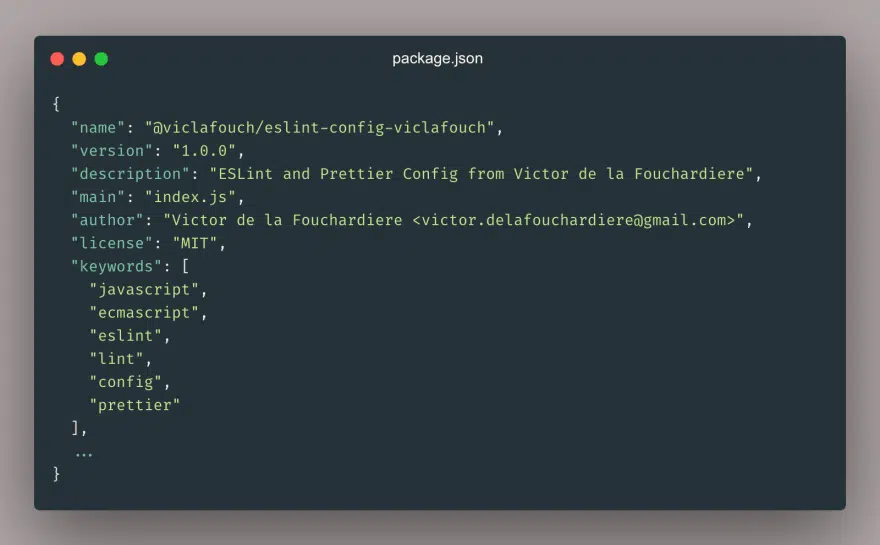 package.json
{
  "name": "@viclafouch/eslint-config-viclafouch",
  "version": "1.0.0",
  "description": "ESLint and Prettier Config from Victor de la Fouchardiere",
  "main": "index.js",
  "author": "Victor de la Fouchardiere <victor.delafouchardiere@gmail.com>",
  "license": "MIT",
  "keywords": [
    "javascript",
    "ecmascript",
    "eslint",
    "lint",
    "config",
    "prettier"
  ],
  ...
}